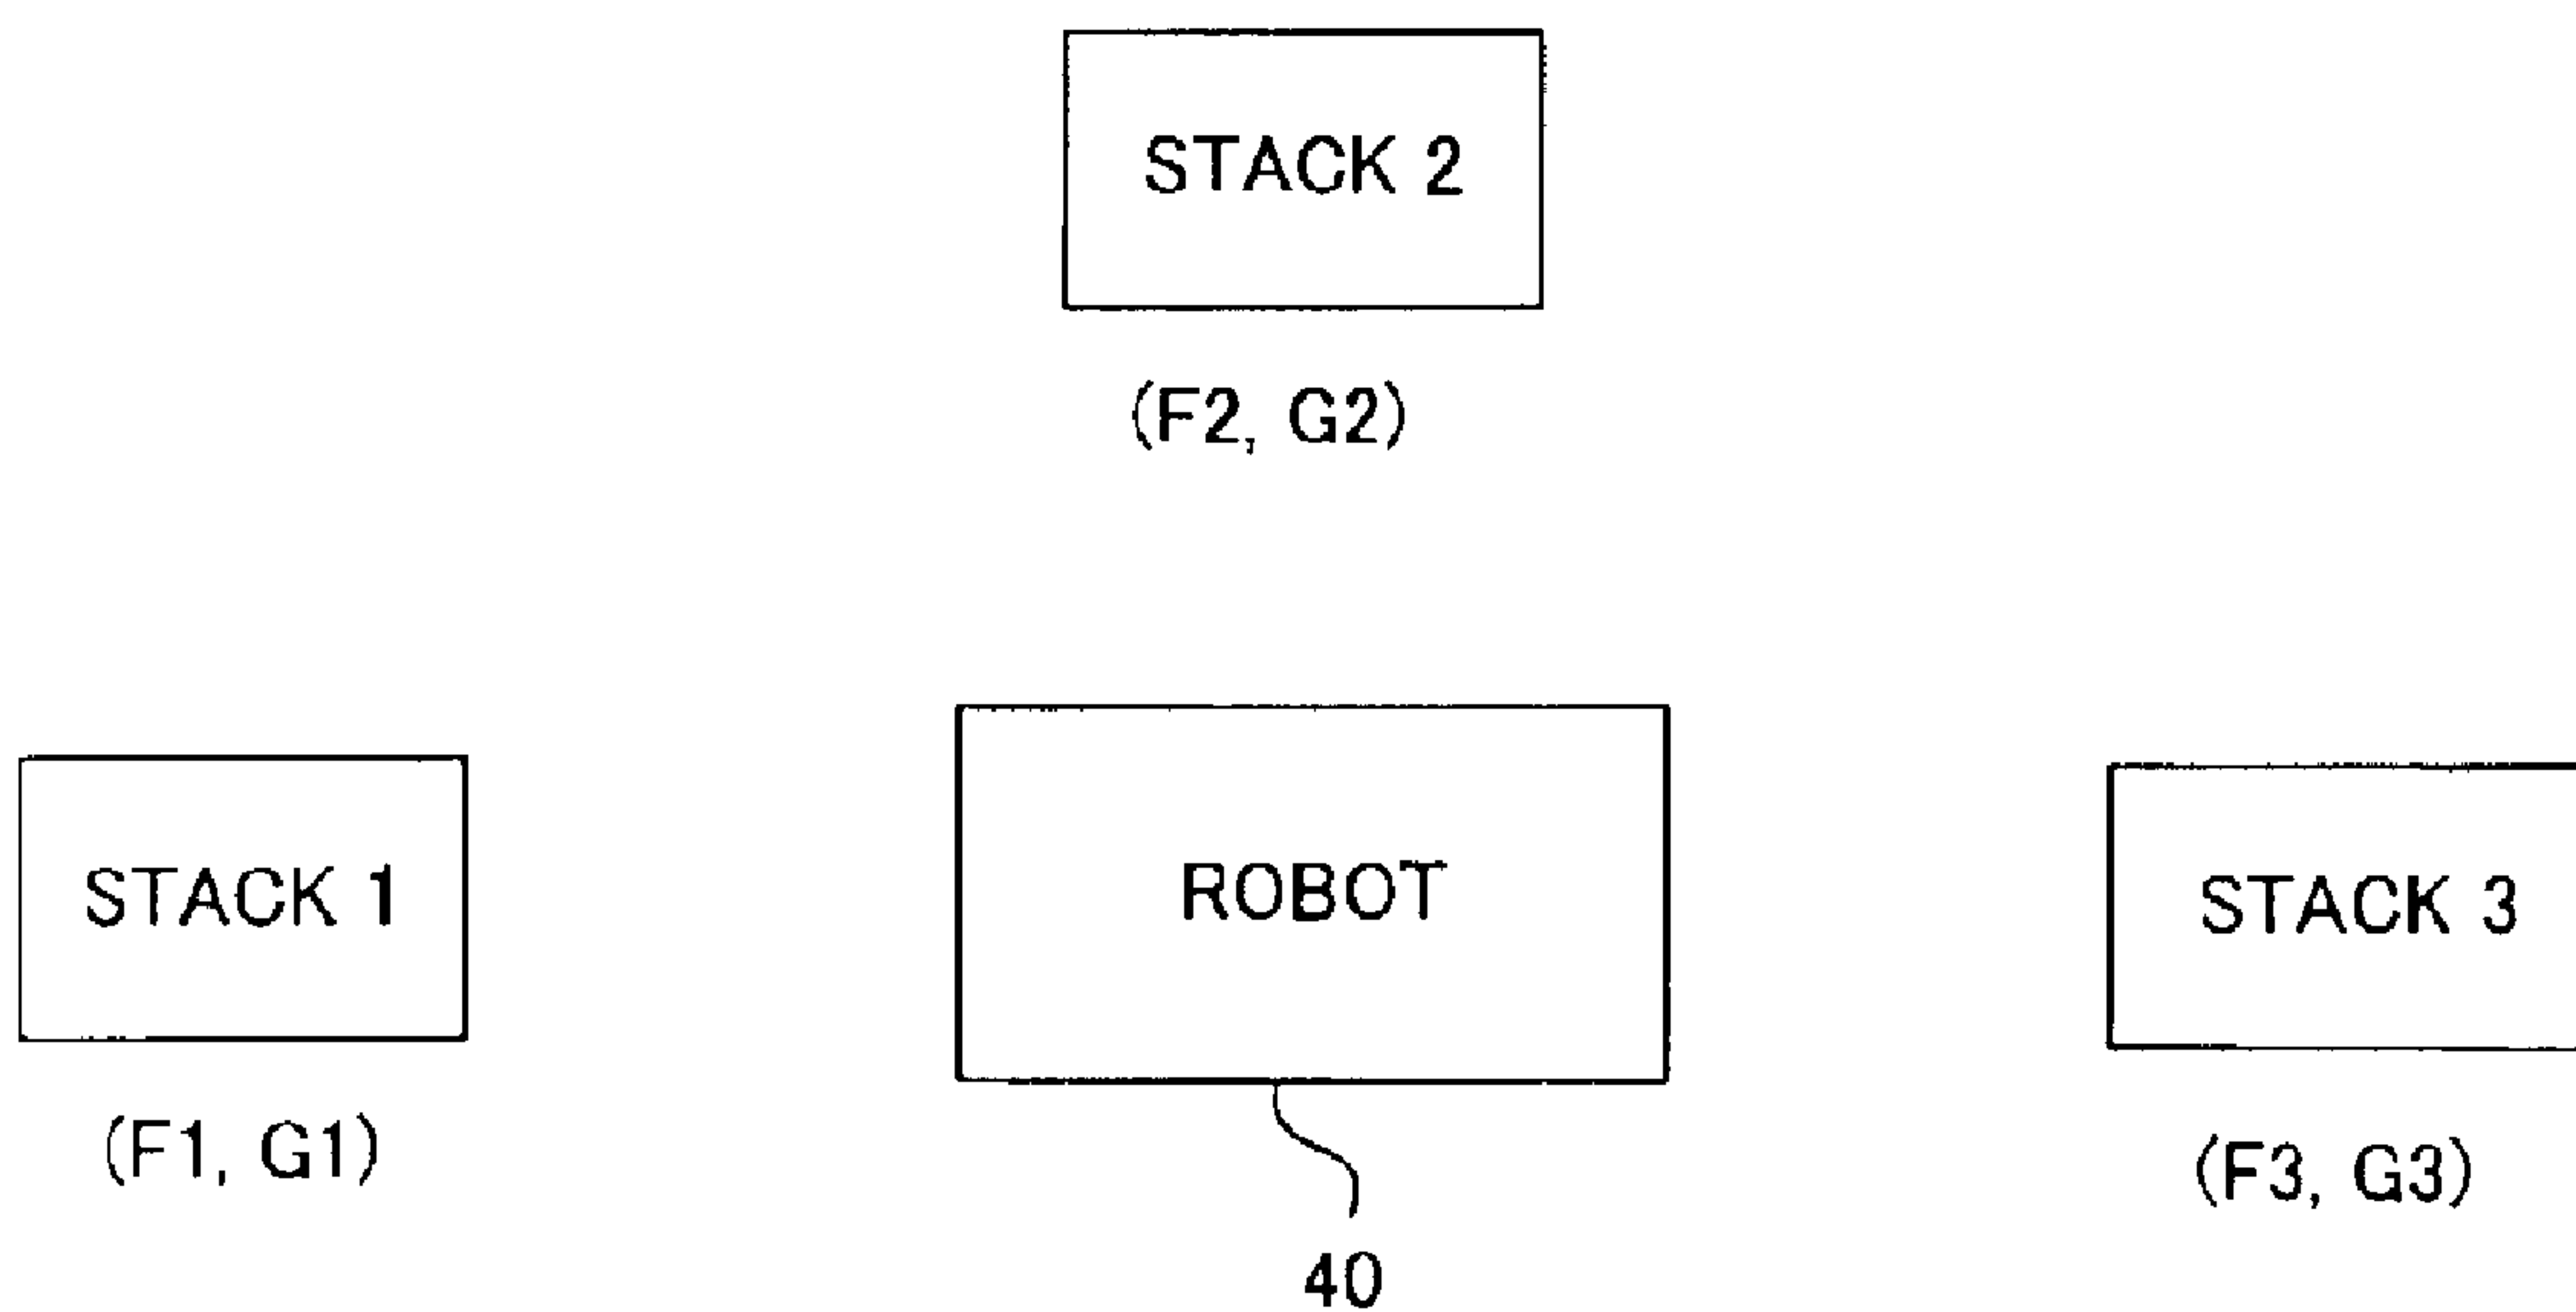 STACK 2
(F2, G2)
STACK 1
ROBOT
STACK 3
(F1, G1)
(F3, G3)
40